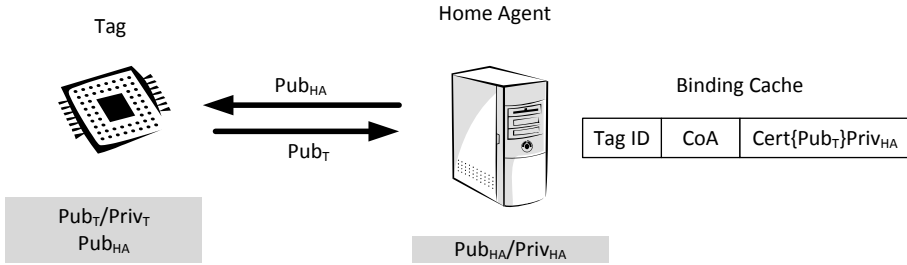 Home Agent
Tag
Pub_HA
Binding Cache
Tag ID CoA Cert{Pub_T}Priv_HA
Pub_T
Pub_T/Priv_T
Pub_HA
Pub_HA/Priv_HA